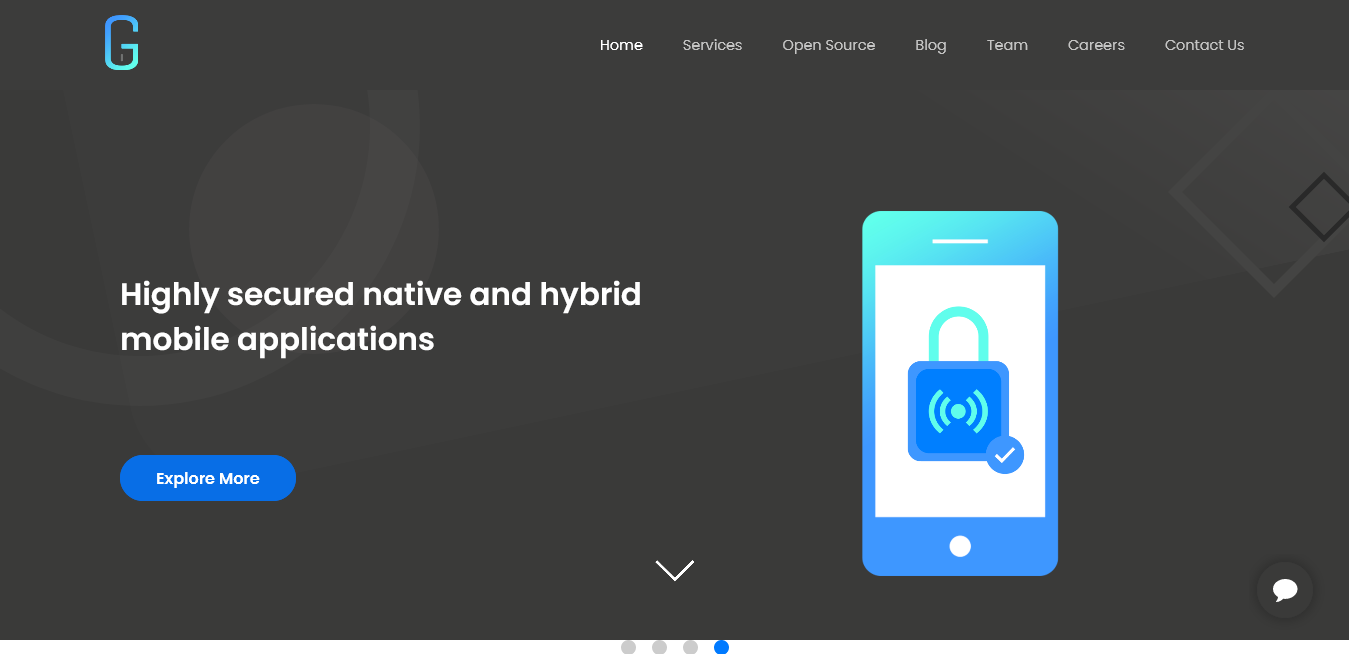 G
Home Services Open Source Blog Team Careers Contact Us
Highly secured native and hybrid
mobile applications
Explore More